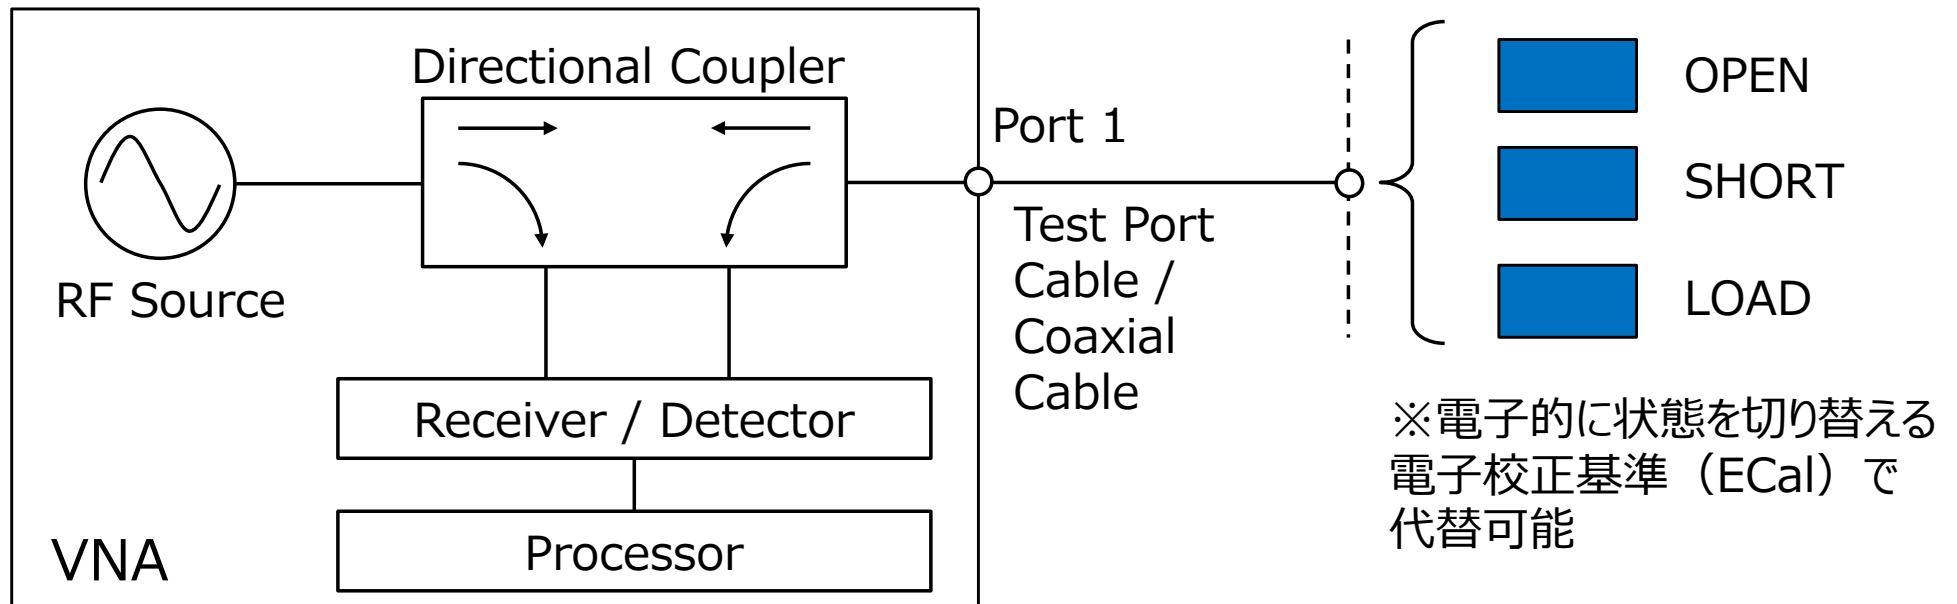 Directional Coupler
RF Source
Port 1
Test Port
Cable /
Coaxial
Cable
Receiver / Detector
Processor
VNA
OPEN
SHORT
LOAD
※電子的に状態を切り替える
電子校正基準（ECal）で
代替可能